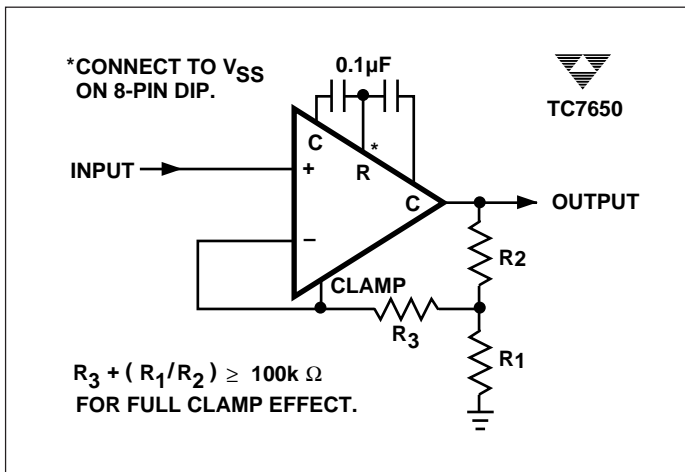 *CONNECT TO VSS
ON 8-PIN DIP.
0.1µF
TC7650
C
R
*
C
INPUT
+
−
OUTPUT
R2
CLAMP
R3
R1
R3 + ( R1/R2 ) ≥ 100k Ω
FOR FULL CLAMP EFFECT.